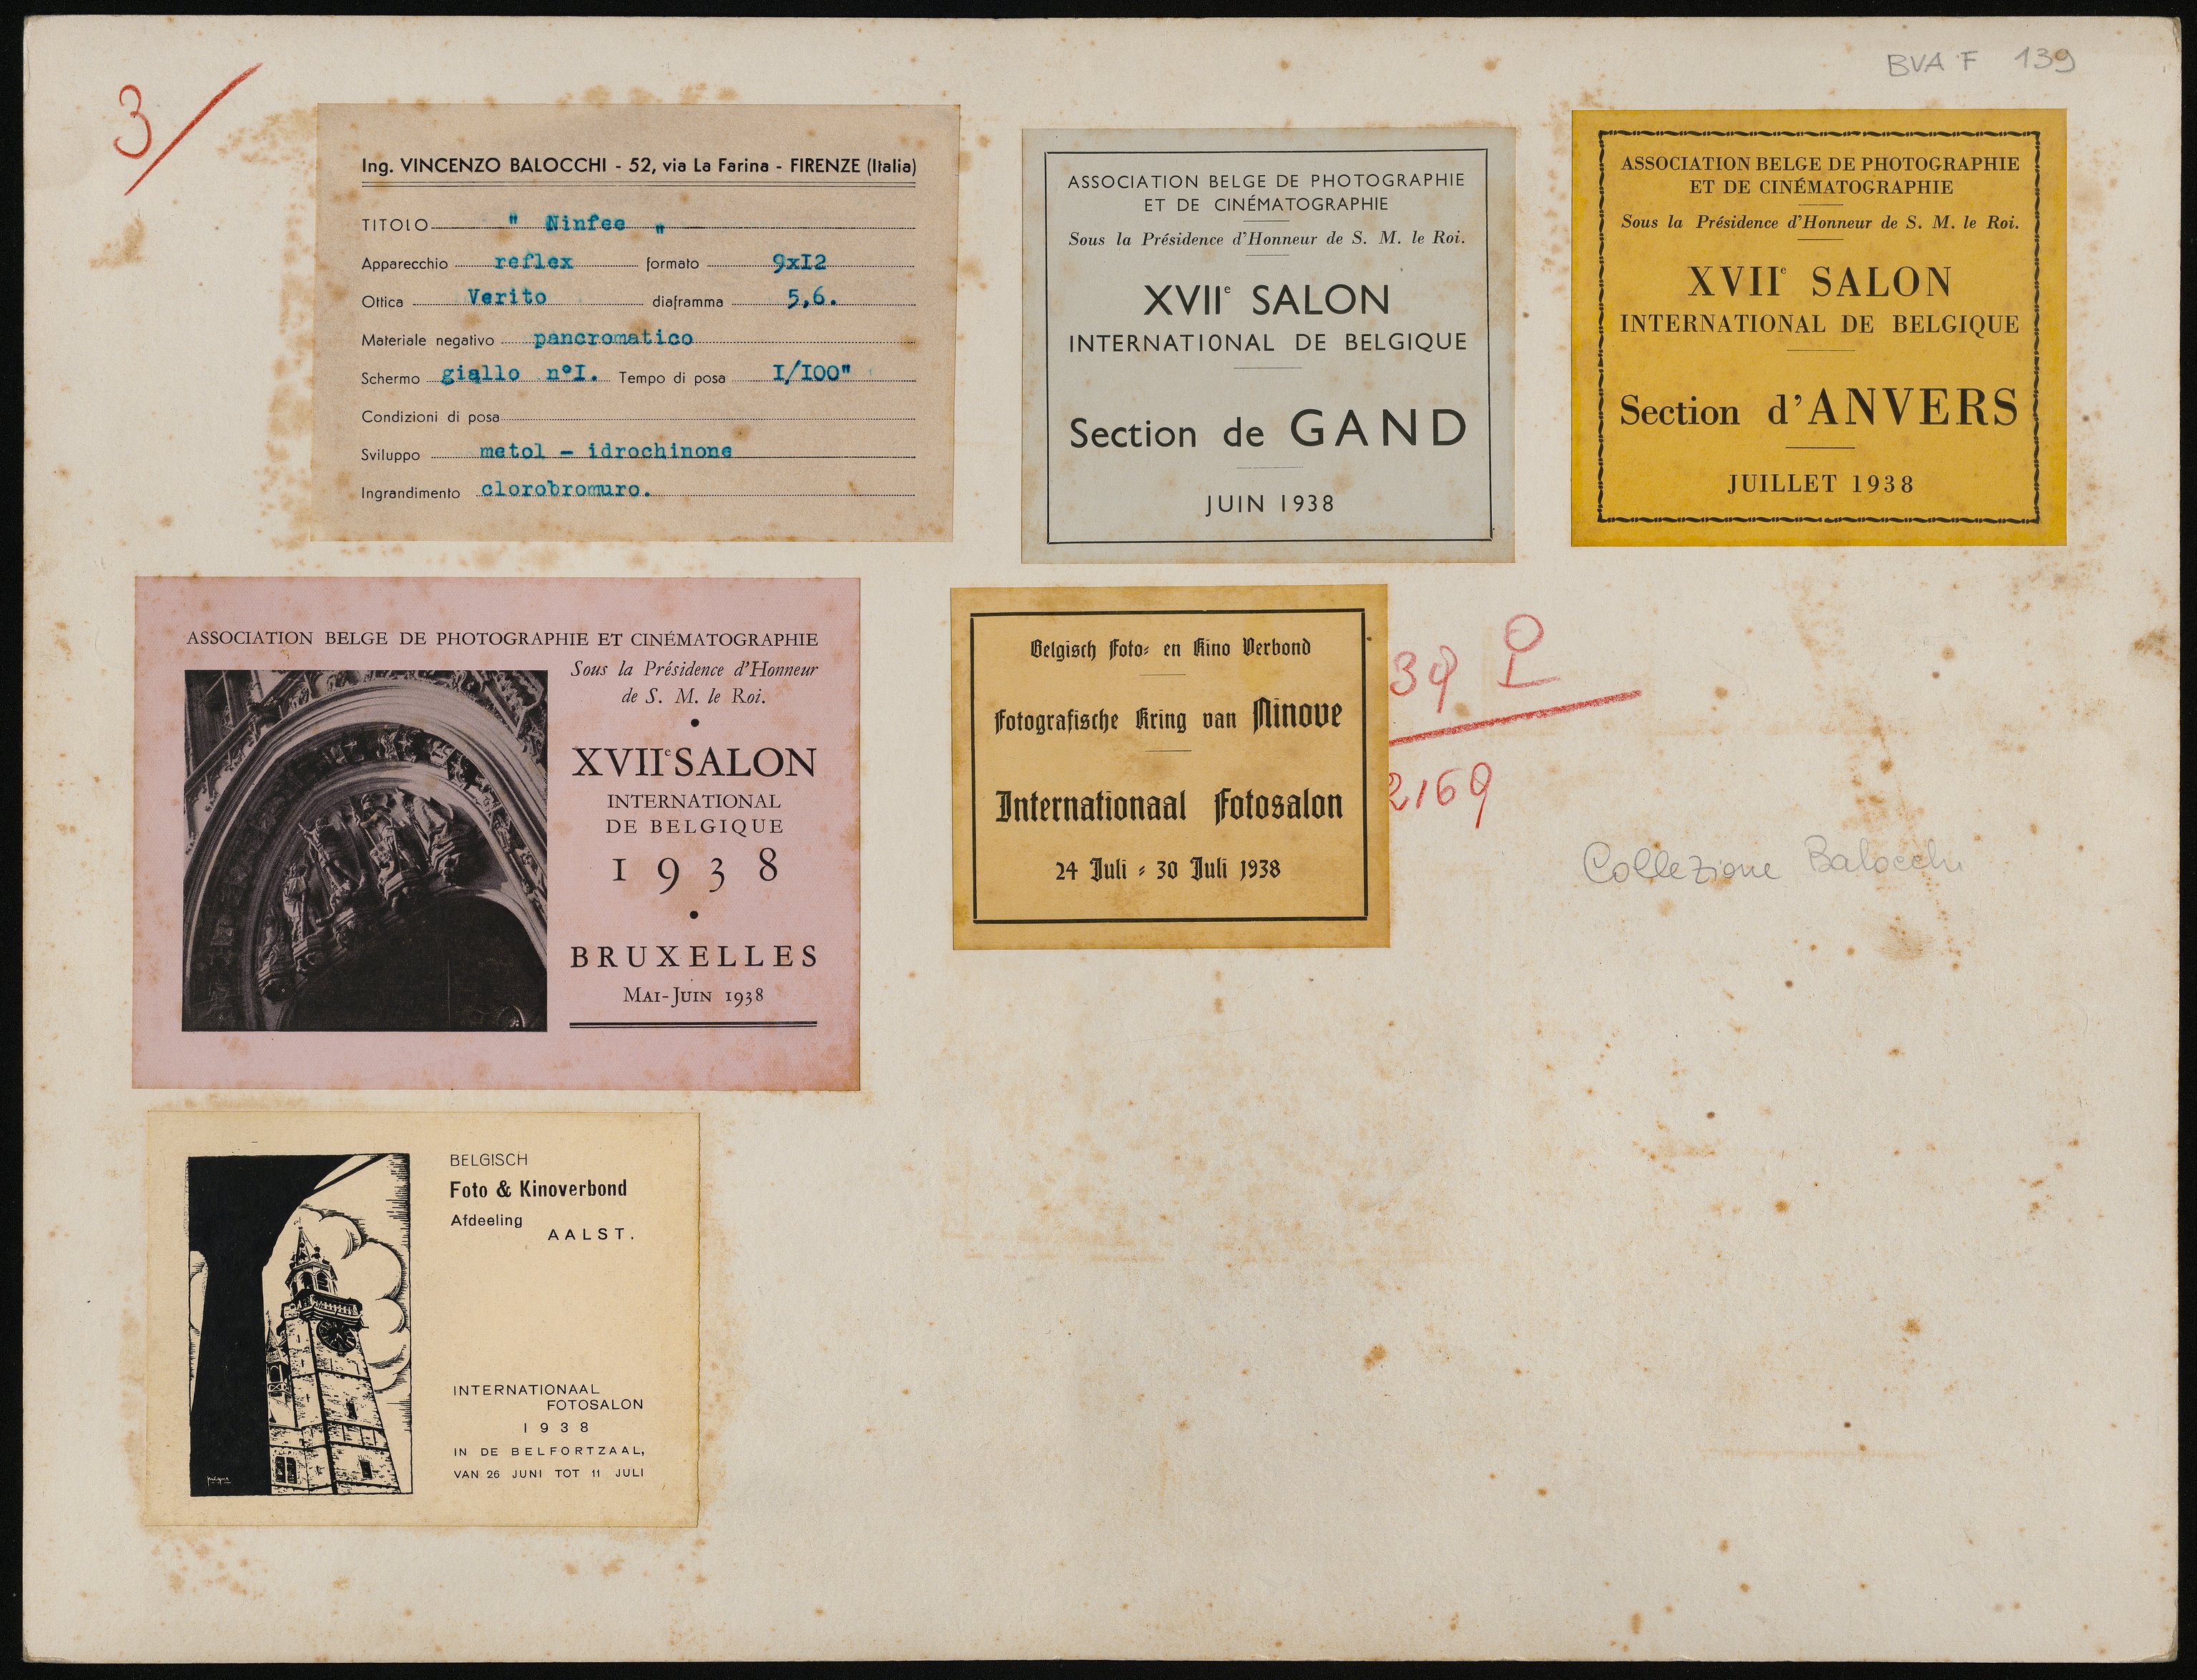 3/
BVA F 139
Ing. VINCENZO BALOCCHI - 52, via La Farina - FIRENZE (Italia)
TITOLO " Ninfee "
Apparecchio reflex formato 9xI2
Ottica Verito diaframma 5,6.
Materiale negativo pancromatico
Schermo giallo n°I. Tempo di posa I/I00"
Condizioni di posa
Sviluppo metol - idrochinone
Ingrandimento clorobromuro.
ASSOCIATION BELGE DE PHOTOGRAPHIE
ET DE CINÉMATOGRAPHIE
Sous la Présidence d'Honneur de S. M. le Roi.
XVIIe SALON
INTERNATIONAL DE BELGIQUE
Section de GAND
JUIN 1938
ASSOCIATION BELGE DE PHOTOGRAPHIE
ET DE CINÉMATOGRAPHIE
Sous la Présidence d'Honneur de S. M. le Roi.
XVIIe SALON
INTERNATIONAL DE BELGIQUE
Section d'ANVERS
JUILLET 1938
ASSOCIATION BELGE DE PHOTOGRAPHIE ET CINÉMATOGRAPHIE
Sous la Présidence d'Honneur
de S. M. le Roi.
XVIIe SALON
INTERNATIONAL
DE BELGIQUE
1938
BRUXELLES
MAI-JUIN 1938
Belgisch Foto- en Kino Verbond
Fotografische Kring van Ninove
Internationaal Fotosalon
24 Juli - 30 Juli 1938
2169
Collezione Balocchi
BELGISCH
Foto & Kinoverbond
Afdeeling
AALST.
INTERNATIONAAL
FOTOSALON
1938
IN DE BELFORTZAAL,
VAN 26 JUNI TOT 11 JULI